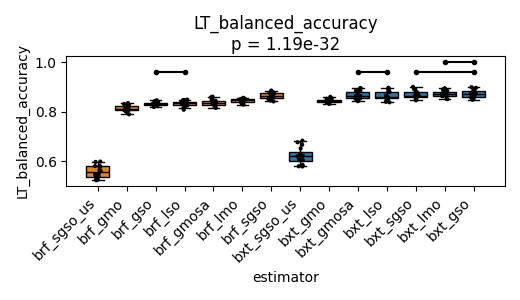 LT_balanced_accuracy
p = 1.19e-32
LT_balanced_accuracy
1.0
0.8
0.6
brf_sgso_us
brf_gmo
brf_gso
brf_lso
brf_gmosa
brf_lmo
brf_sgso
bxt_sgso_us
bxt_gmo
bxt_gmosa
bxt_lso
bxt_sgso
bxt_lmo
bxt_gso
estimator